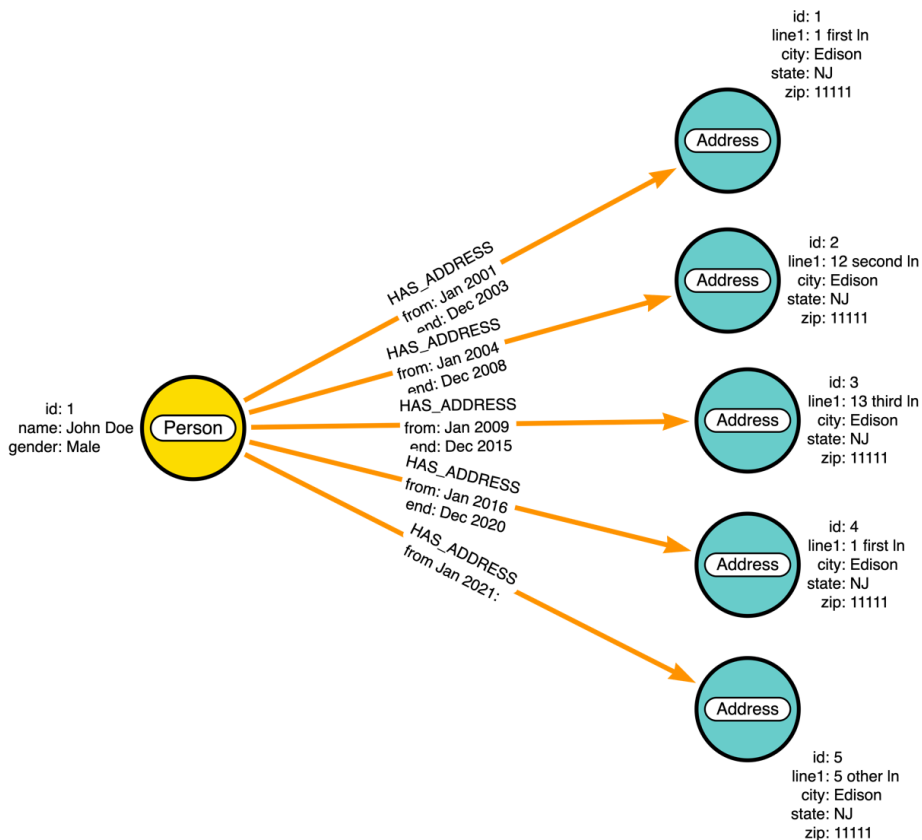 id: 1
line1: 1 first ln
city: Edison
state: NJ
zip: 11111
Address
HAS_ADDRESS
from: Jan 2001
end: Dec 2003
id: 2
line1: 12 second ln
city: Edison
state: NJ
zip: 11111
Address
HAS_ADDRESS
from: Jan 2004
end: Dec 2008
id: 1
name: John Doe
gender: Male
Person
HAS_ADDRESS
from: Jan 2009
end: Dec 2015
Address
id: 3
line1: 13 third ln
city: Edison
state: NJ
zip: 11111
HAS_ADDRESS
from: Jan 2016
end: Dec 2020
Address
id: 4
line1: 1 first ln
city: Edison
state: NJ
zip: 11111
HAS_ADDRESS
from Jan 2021:
Address
id: 5
line1: 5 other ln
city: Edison
state: NJ
zip: 11111